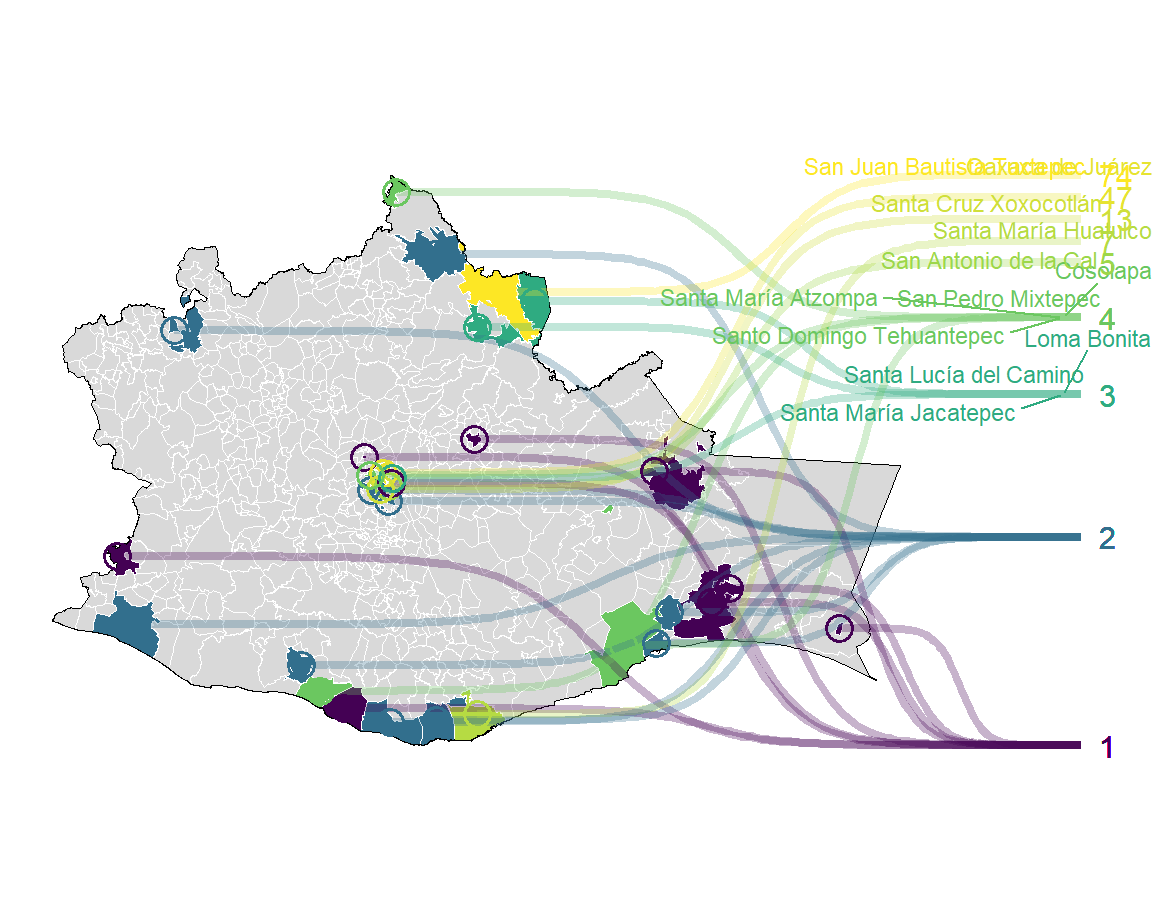 San Juan Bautista Tuxtepec
Oaxaca de Juárez
74
47
Santa Cruz Xoxocotlán
13
Santa María Huatulco
7
San Antonio de la Cal
5
Cosolapa
Santa María Atzompa
San Pedro Mixtepec
4
Santo Domingo Tehuantepec
Loma Bonita
Santa Lucía del Camino
3
Santa María Jacatepec
2
1